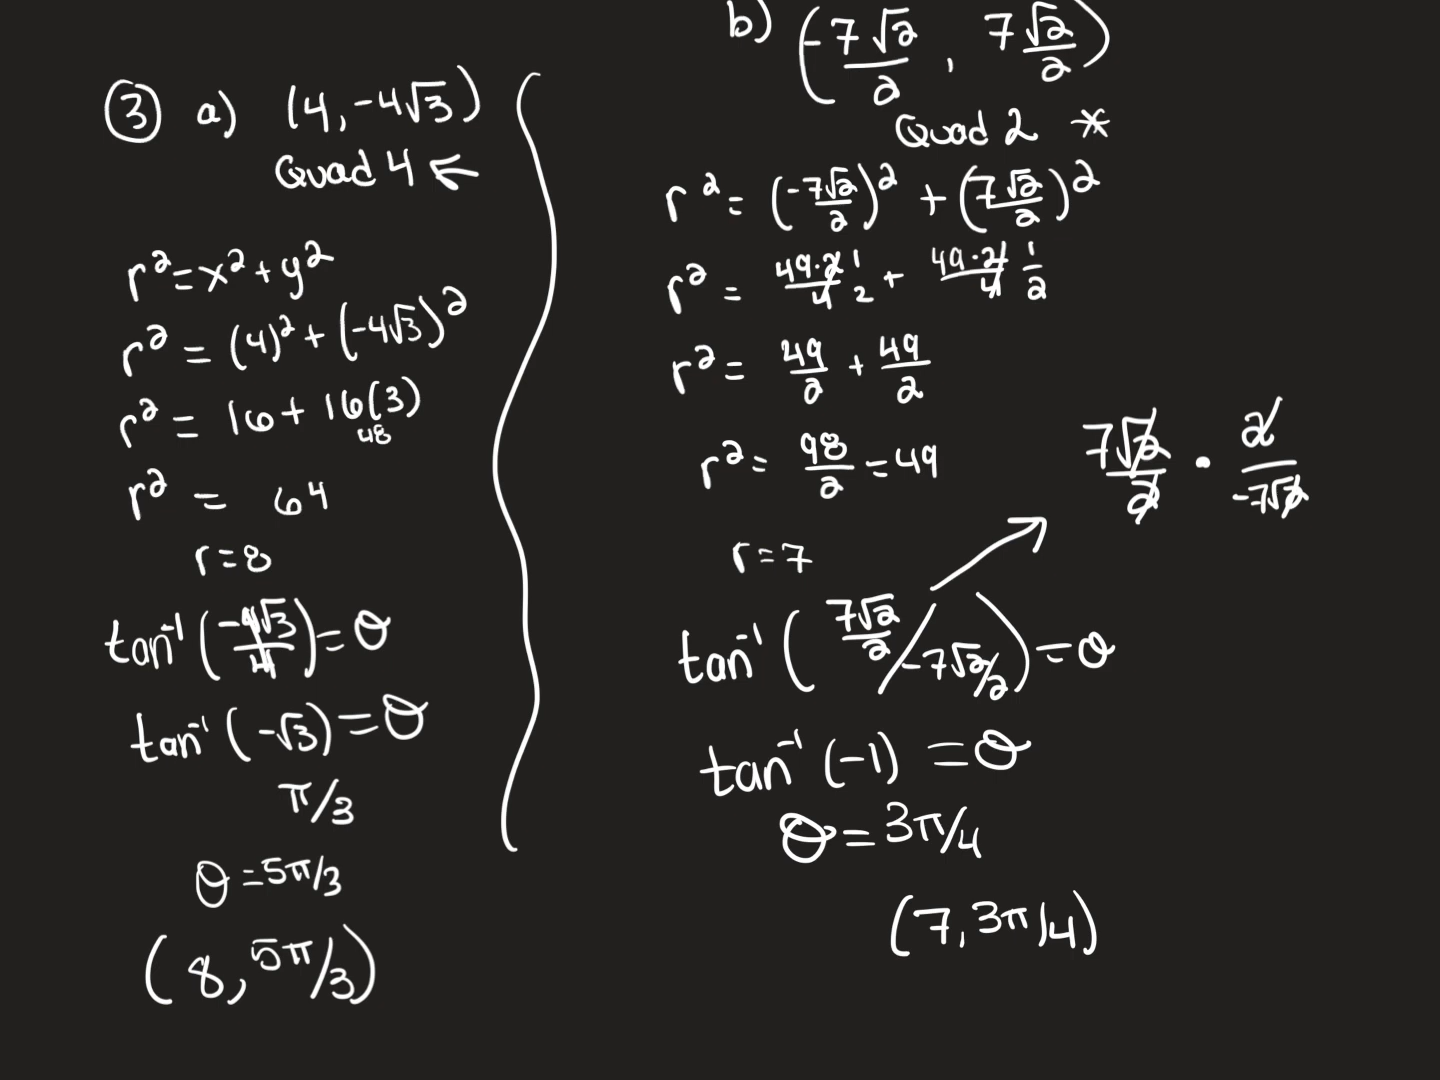 ③ a) (4, -4√3)
Quad 4 ←
r² = x² + y²
r² = (4)² + (-4√3)²
r² = 16 + 16(3)
48
r² = 64
r = 8
tan⁻¹(-4√3/4) = θ
tan⁻¹(-√3) = θ
π/3
θ = 5π/3
(8, 5π/3)
b) (-7√2/2, 7√2/2)
Quad 2 *
r² = (-7√2/2)² + (7√2/2)²
r² = 49·2/4 1/2 + 49·2/4 1/2
r² = 49/2 + 49/2
r² = 98/2 = 49
r = 7
7√2/2 · 2/-7√2
tan⁻¹(7√2/2 / -7√2/2) = θ
tan⁻¹(-1) = θ
θ = 3π/4
(7, 3π/4)